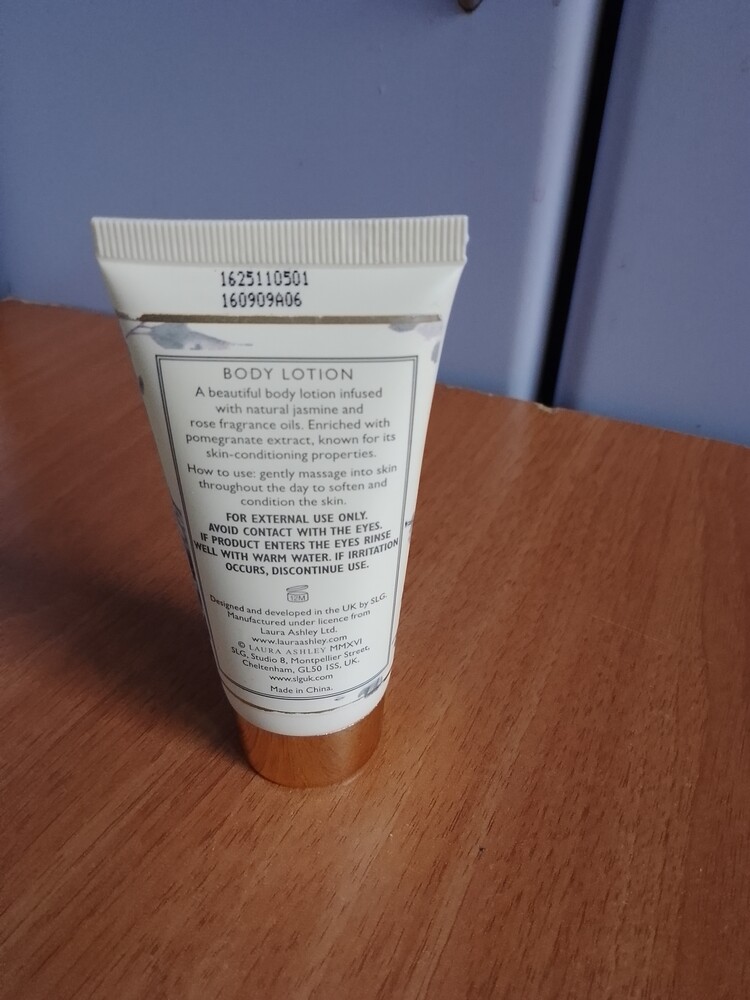 1625110501
160909A06
BODY LOTION
A beautiful body lotion infused
with natural jasmine and
rose fragrance oils. Enriched with
pomegranate extract, known for its
skin-conditioning properties.
How to use: gently massage into skin
throughout the day to soften and
condition the skin.
FOR EXTERNAL USE ONLY.
AVOID CONTACT WITH THE EYES.
IF PRODUCT ENTERS THE EYES RINSE
WELL WITH WARM WATER. IF IRRITATION
OCCURS, DISCONTINUE USE.
12M
Designed and developed in the UK by SLG.
Manufactured under licence from
Laura Ashley Ltd.
www.lauraashley.com
© LAURA ASHLEY MMXVI
SLG, Studio 8, Montpellier Street,
Cheltenham, GL50 1SS, UK.
www.slguk.com
Made in China.